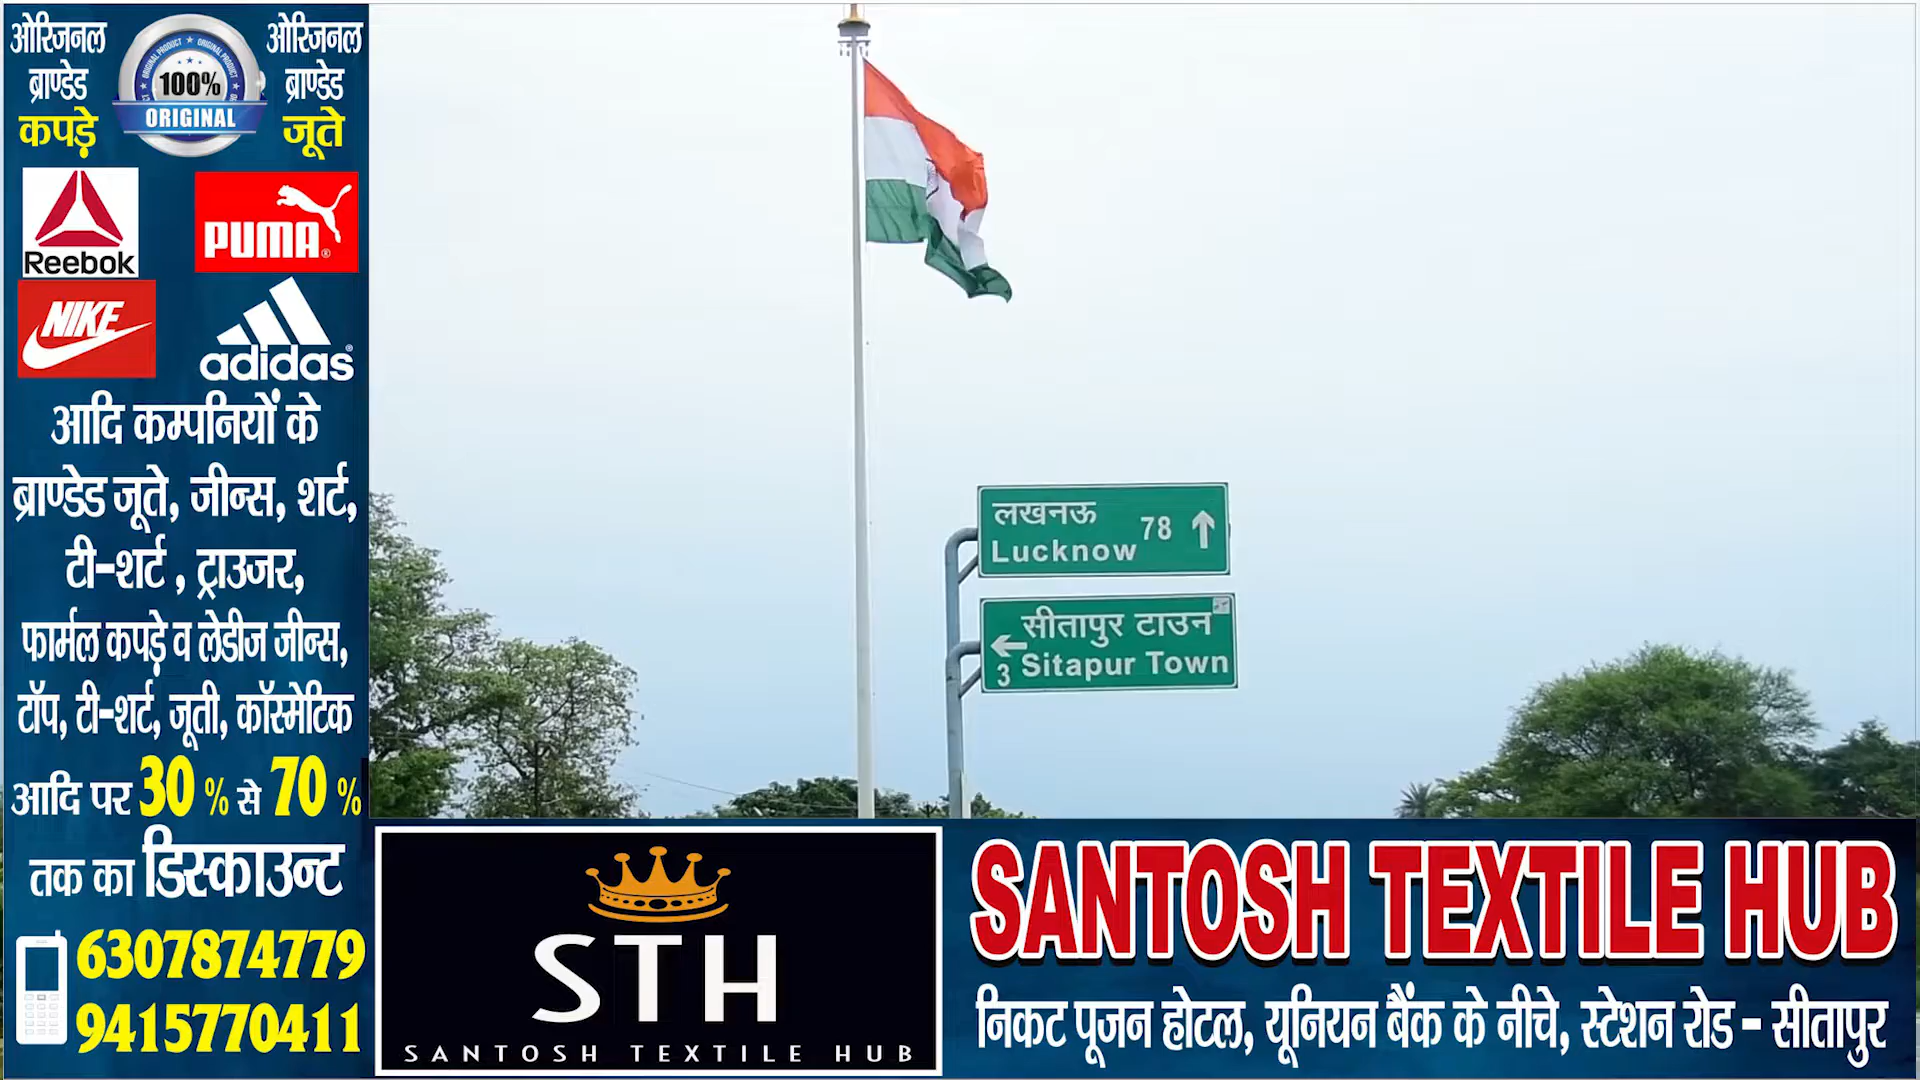 ओरिजनल
ब्राण्डेड
कपड़े
ORIGINAL PRODUCT ★ ORIGINAL PRODUCT
100%
ORIGINAL
ओरिजनल
ब्राण्डेड
जूते
Reebok
PUMA®
NIKE
adidas®
आदि कम्पनियों के
ब्राण्डेड जूते, जीन्स, शर्ट,
टी-शर्ट , ट्राउजर,
फार्मल कपड़े व लेडीज जीन्स,
टॉप, टी-शर्ट, जूती, कॉस्मेटिक
आदि पर 30 % से 70 %
तक का डिस्काउन्ट
6307874779
9415770411
लखनऊ 78 ↑
Lucknow
सीतापुर टाउन
← 3 Sitapur Town
STH
SANTOSH TEXTILE HUB
SANTOSH TEXTILE HUB
निकट पूजन होटल, यूनियन बैंक के नीचे, स्टेशन रोड - सीतापुर